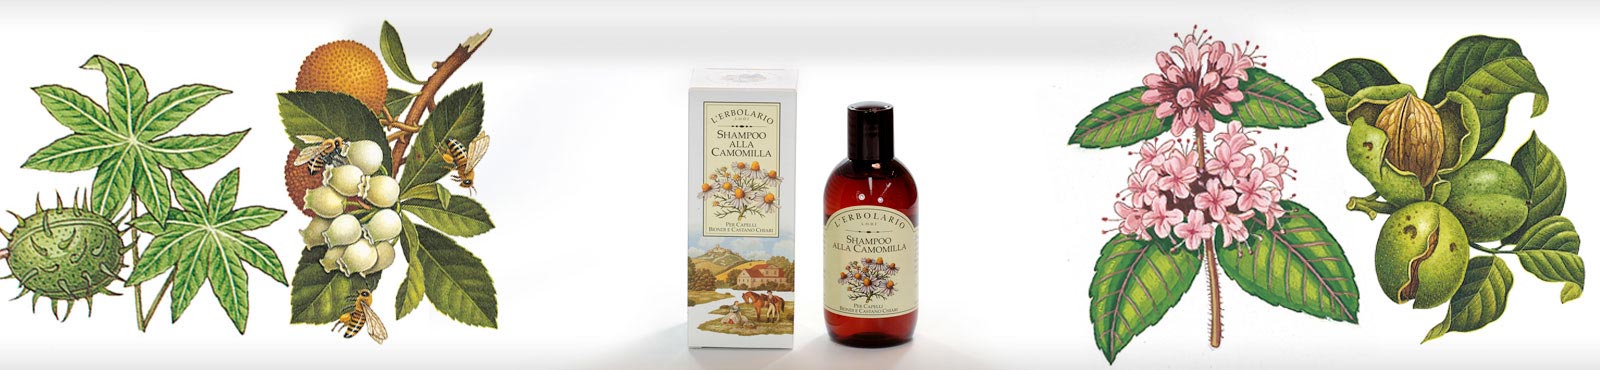 L'ERBOLARIO
LODI
SHAMPOO
ALLA
CAMOMILLA
PER CAPELLI
BIONDI E CASTANO CHIARI
L'ERBOLARIO
LODI
SHAMPOO
ALLA CAMOMILLA
PER CAPELLI
BIONDI E CASTANO CHIARI